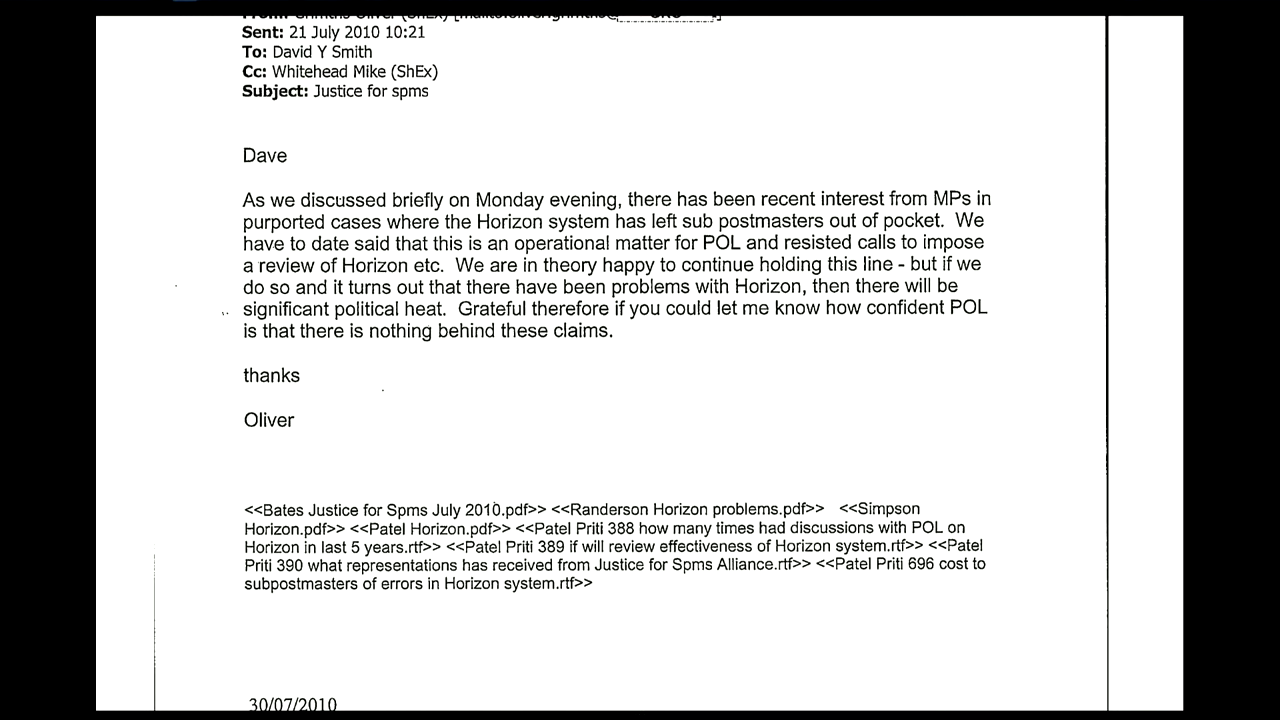 From: Griffiths Oliver (ShEx)
Sent: 21 July 2010 10:21
To: David Y Smith
Cc: Whitehead Mike (ShEx)
Subject: Justice for spms
Dave
As we discussed briefly on Monday evening, there has been recent interest from MPs in
purported cases where the Horizon system has left sub postmasters out of pocket. We
have to date said that this is an operational matter for POL and resisted calls to impose
a review of Horizon etc. We are in theory happy to continue holding this line - but if we
do so and it turns out that there have been problems with Horizon, then there will be
significant political heat. Grateful therefore if you could let me know how confident POL
is that there is nothing behind these claims.
thanks
Oliver
<<Bates Justice for Spms July 2010.pdf>> <<Randerson Horizon problems.pdf>> <<Simpson
Horizon.pdf>> <<Patel Horizon.pdf>> <<Patel Priti 388 how many times had discussions with POL on
Horizon in last 5 years.rtf>> <<Patel Priti 389 if will review effectiveness of Horizon system.rtf>> <<Patel
Priti 390 what representations has received from Justice for Spms Alliance.rtf>> <<Patel Priti 696 cost to
subpostmasters of errors in Horizon system.rtf>>
30/07/2010